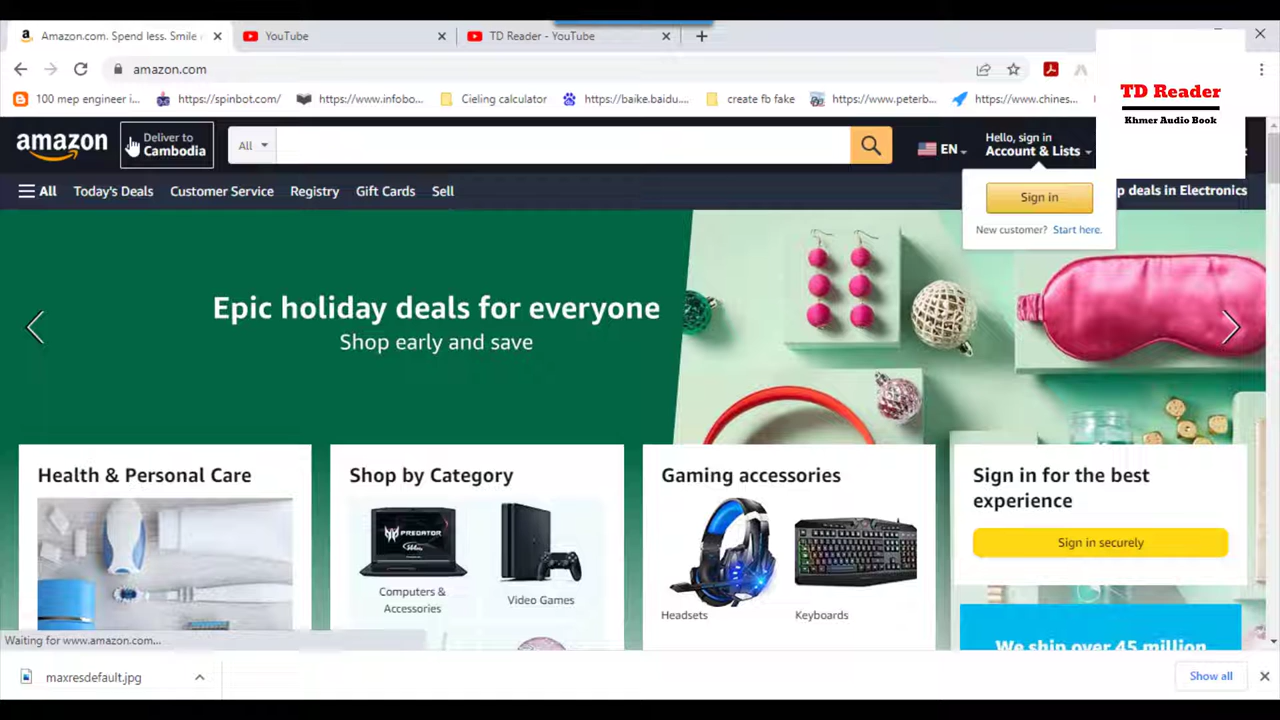 Amazon.com. Spend less. Smile
YouTube
TD Reader - YouTube
amazon.com
100 mep engineer i...
https://spinbot.com/
https://www.infobo...
Cieling calculator
https://baike.baidu....
create fb fake
https://www.peterb...
https://www.chines...
TD Reader
Khmer Audio Book
amazon
Deliver to
Cambodia
All
EN
Hello, sign in
Account & Lists
All
Today's Deals
Customer Service
Registry
Gift Cards
Sell
p deals in Electronics
Sign in
New customer? Start here.
Epic holiday deals for everyone
Shop early and save
Health & Personal Care
Shop by Category
PREDATOR
Computers &
Accessories
Video Games
Gaming accessories
Headsets
Keyboards
Sign in for the best
experience
Sign in securely
We ship over 45 million
Waiting for www.amazon.com...
maxresdefault.jpg
Show all